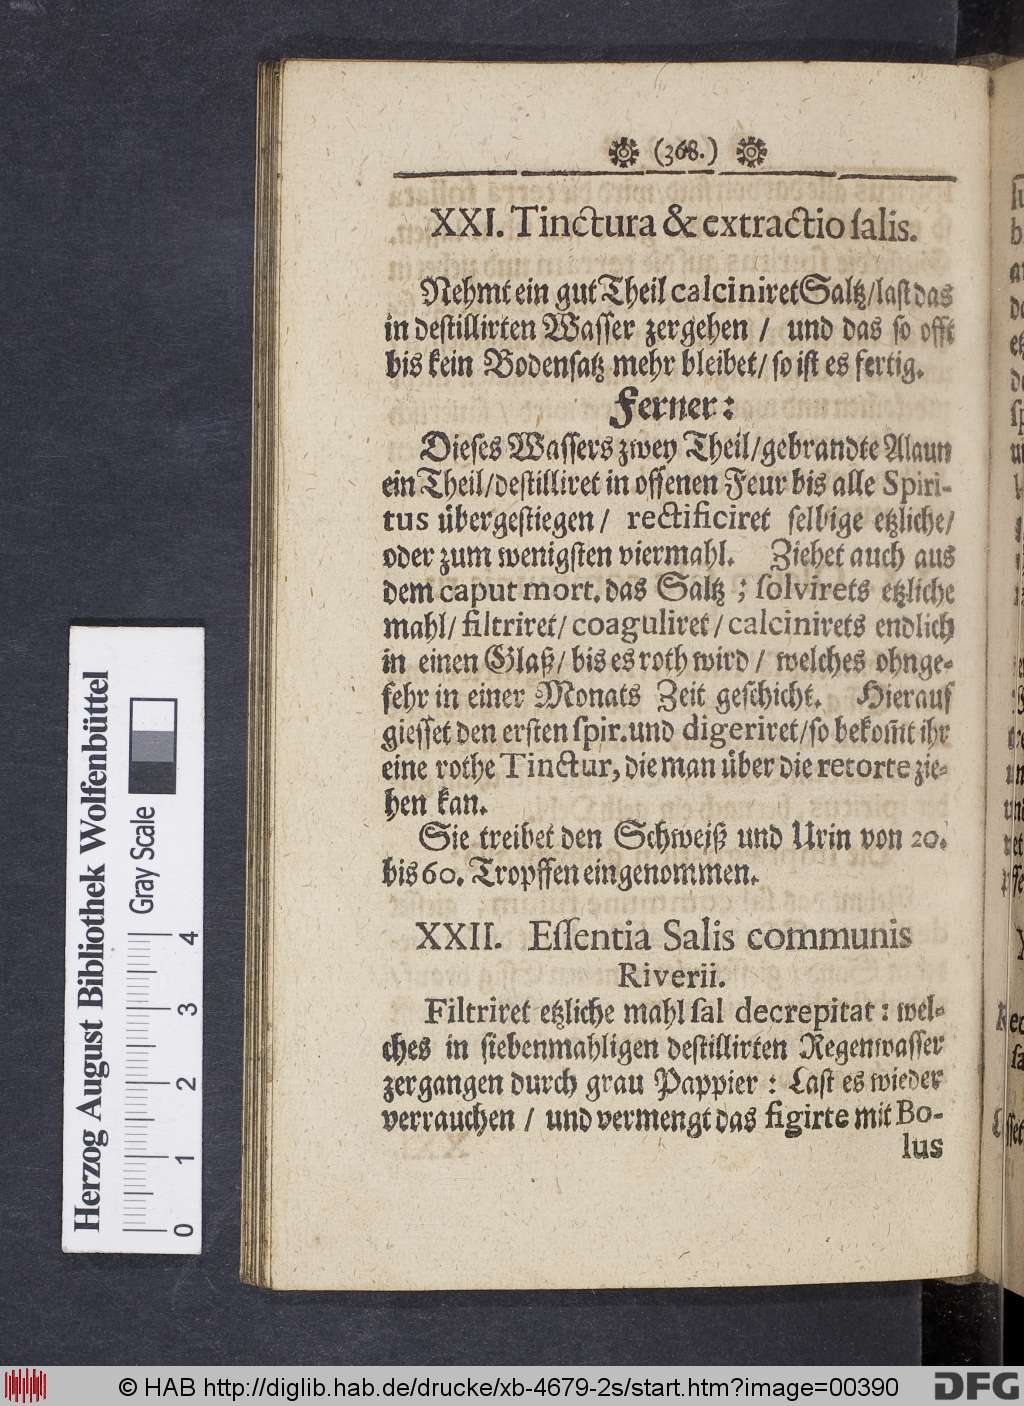 (368.)
XXI. Tinctura & extractio ſalis.
Nehmt ein gut Theil calciniret Saltz/ laſt das
in deſtillirten Waſſer zergehen / und das ſo offt
bis kein Bodenſatz mehr bleibet/ ſo iſt es fertig.
Ferner:
Dieſes Waſſers zwey Theil/ gebrandte Alaun
ein Theil/ deſtilliret in offenen Feur bis alle Spiri-
tus übergeſtiegen/ rectificiret ſelbige etzliche/
oder zum wenigſten viermahl. Ziehet auch aus
dem caput mort. das Saltz ; ſolvirets etzliche
mahl/ filtriret/ coaguliret / calcinirets endlich
in einen Glaß/ bis es roth wird / welches ohnge-
fehr in einer Monats Zeit geſchicht. Hierauf
gieſſet den erſten ſpir. und digeriret/ ſo bekom̃t ihr
eine rothe Tinctur, die man über die retorte zie-
hen kan.
Sie treibet den Schweiß und Urin von 20.
bis 60. Tropffen eingenommen.
XXII. Eſſentia Salis communis
Riverii.
Filtriret etzliche mahl ſal decrepitat : wel-
ches in ſiebenmahligen deſtillirten Regenwaſſer
zergangen durch grau Pappier : Laſt es wieder
verrauchen / und vermengt das figirte mit Bo-
lus
Herzog August Bibliothek Wolfenbüttel
Gray Scale
0 1 2 3 4
© HAB http://diglib.hab.de/drucke/xb-4679-2s/start.htm?image=00390
DFG